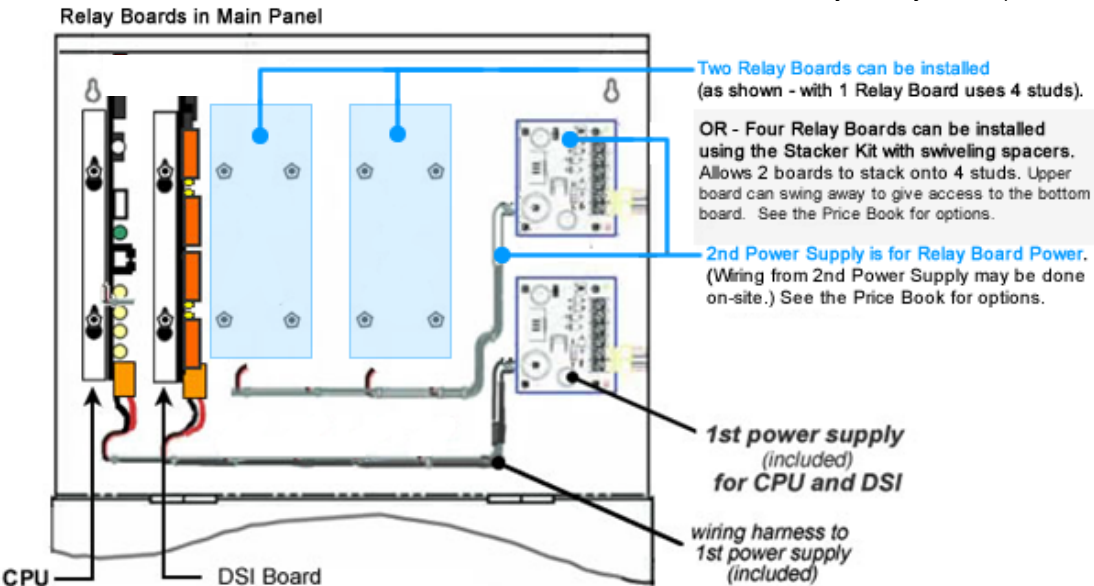 Relay Boards in Main Panel
Two Relay Boards can be installed
(as shown - with 1 Relay Board uses 4 studs).
OR - Four Relay Boards can be installed
using the Stacker Kit with swiveling spacers.
Allows 2 boards to stack onto 4 studs. Upper
board can swing away to give access to the bottom
board. See the Price Book for options.
2nd Power Supply is for Relay Board Power.
(Wiring from 2nd Power Supply may be done
on-site.) See the Price Book for options.
1st power supply
(included)
for CPU and DSI
wiring harness to
1st power supply
(included)
CPU
DSI Board